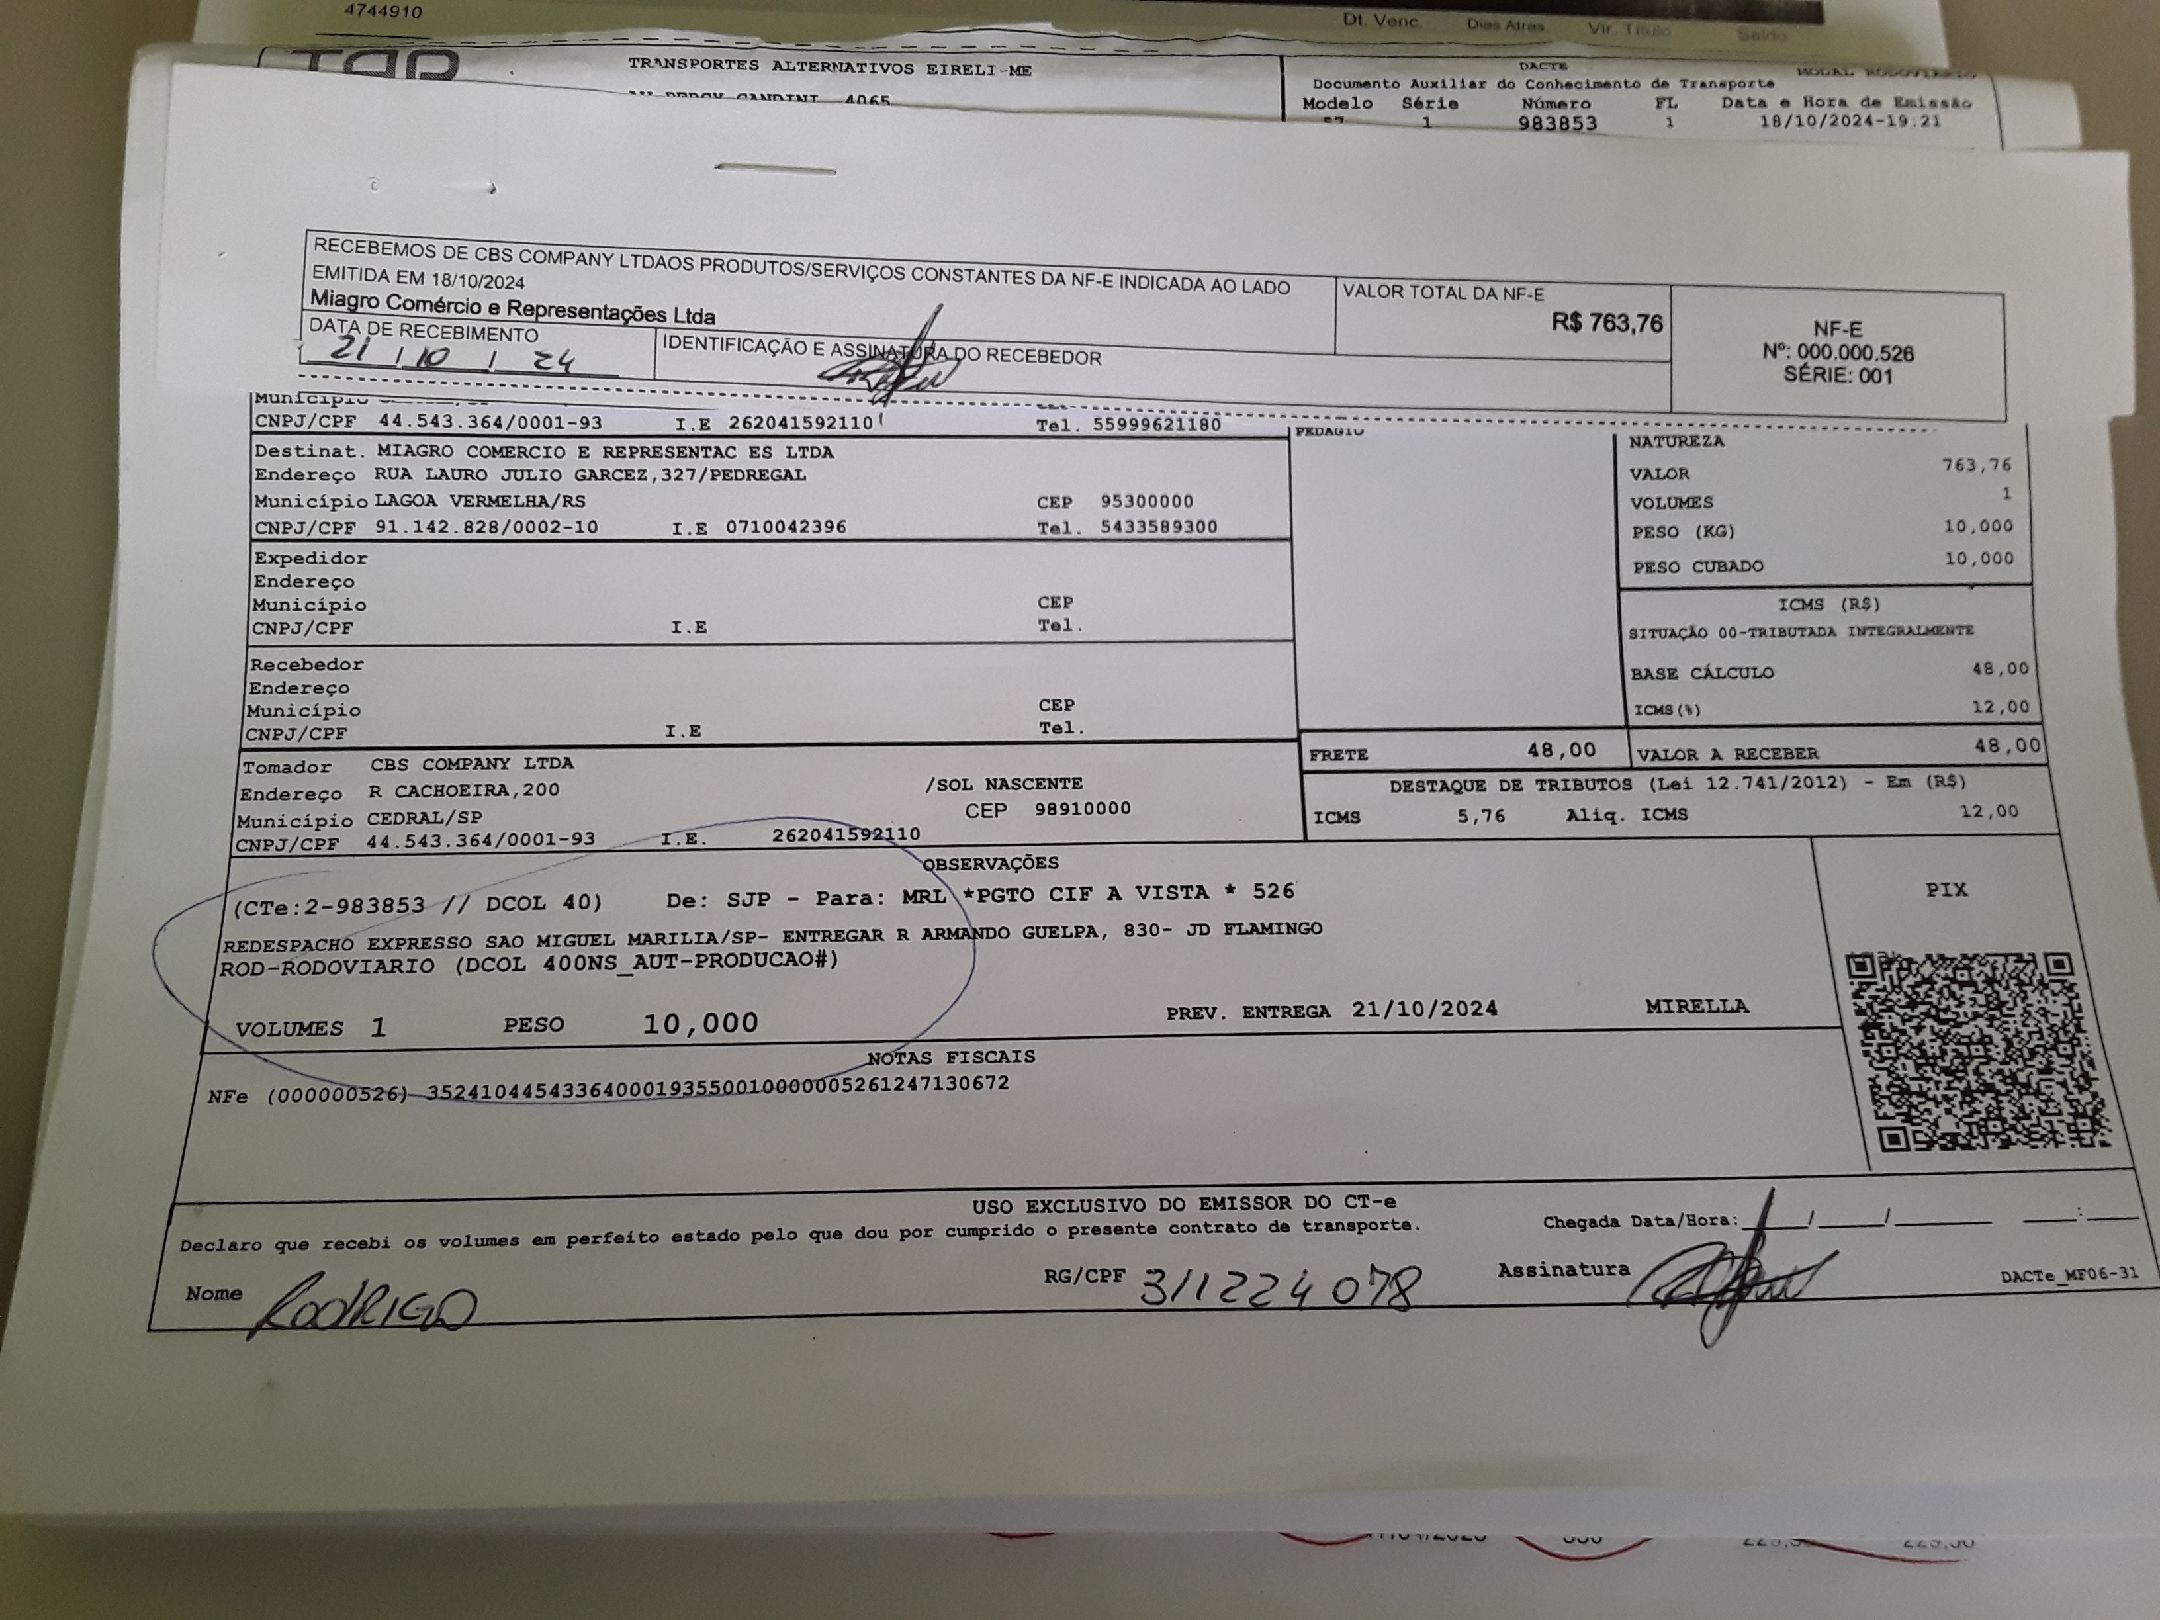 4744910
Dt. Venc. Dias Atras. Vlr. Título Saldo
TRANSPORTES ALTERNATIVOS EIRELI-ME
4065
DACTE
Documento Auxiliar do Conhecimento de Transporte
Modelo Série Número FL Data e Hora de Emissão
1 983853 1 18/10/2024-19.21
RECEBEMOS DE CBS COMPANY LTDAOS PRODUTOS/SERVIÇOS CONSTANTES DA NF-E INDICADA AO LADO
EMITIDA EM 18/10/2024
Miagro Comércio e Representações Ltda
DATA DE RECEBIMENTO
21/10/24
IDENTIFICAÇÃO E ASSINATURA DO RECEBEDOR
VALOR TOTAL DA NF-E
R$ 763,76
NF-E
Nº: 000.000.526
SÉRIE: 001
Município
CNPJ/CPF 44.543.364/0001-93 I.E 262041592110 Tel. 55999621180
Destinat. MIAGRO COMERCIO E REPRESENTAC ES LTDA
Endereço RUA LAURO JULIO GARCEZ,327/PEDREGAL
Município LAGOA VERMELHA/RS CEP 95300000
CNPJ/CPF 91.142.828/0002-10 I.E 0710042396 Tel. 5433589300
Expedidor
Endereço
Município CEP
CNPJ/CPF I.E Tel.
Recebedor
Endereço
Município CEP
CNPJ/CPF I.E Tel.
Tomador CBS COMPANY LTDA
Endereço R CACHOEIRA,200 /SOL NASCENTE
Município CEDRAL/SP CEP 98910000
CNPJ/CPF 44.543.364/0001-93 I.E. 262041592110
PEDAGIO
NATUREZA
VALOR 763,76
VOLUMES 1
PESO (KG) 10,000
PESO CUBADO 10,000
ICMS (R$)
SITUAÇÃO 00-TRIBUTADA INTEGRALMENTE
BASE CÁLCULO 48,00
ICMS(%) 12,00
FRETE 48,00 VALOR A RECEBER 48,00
DESTAQUE DE TRIBUTOS (Lei 12.741/2012) - Em (R$)
ICMS 5,76 Aliq. ICMS 12,00
OBSERVAÇÕES
(CTe:2-983853 // DCOL 40) De: SJP - Para: MRL *PGTO CIF A VISTA * 526
REDESPACHO EXPRESSO SAO MIGUEL MARILIA/SP- ENTREGAR R ARMANDO GUELPA, 830- JD FLAMINGO
ROD-RODOVIARIO (DCOL 400NS_AUT-PRODUCAO#)
VOLUMES 1 PESO 10,000 PREV. ENTREGA 21/10/2024 MIRELLA
PIX
NOTAS FISCAIS
NFe (000000526) 35241044543364000193550010000005261247130672
USO EXCLUSIVO DO EMISSOR DO CT-e
Declaro que recebi os volumes em perfeito estado pelo que dou por cumprido o presente contrato de transporte.
Chegada Data/Hora:____/____/____ __:__
Nome RODRIGO RG/CPF 311224078 Assinatura
DACTe_MF06-31